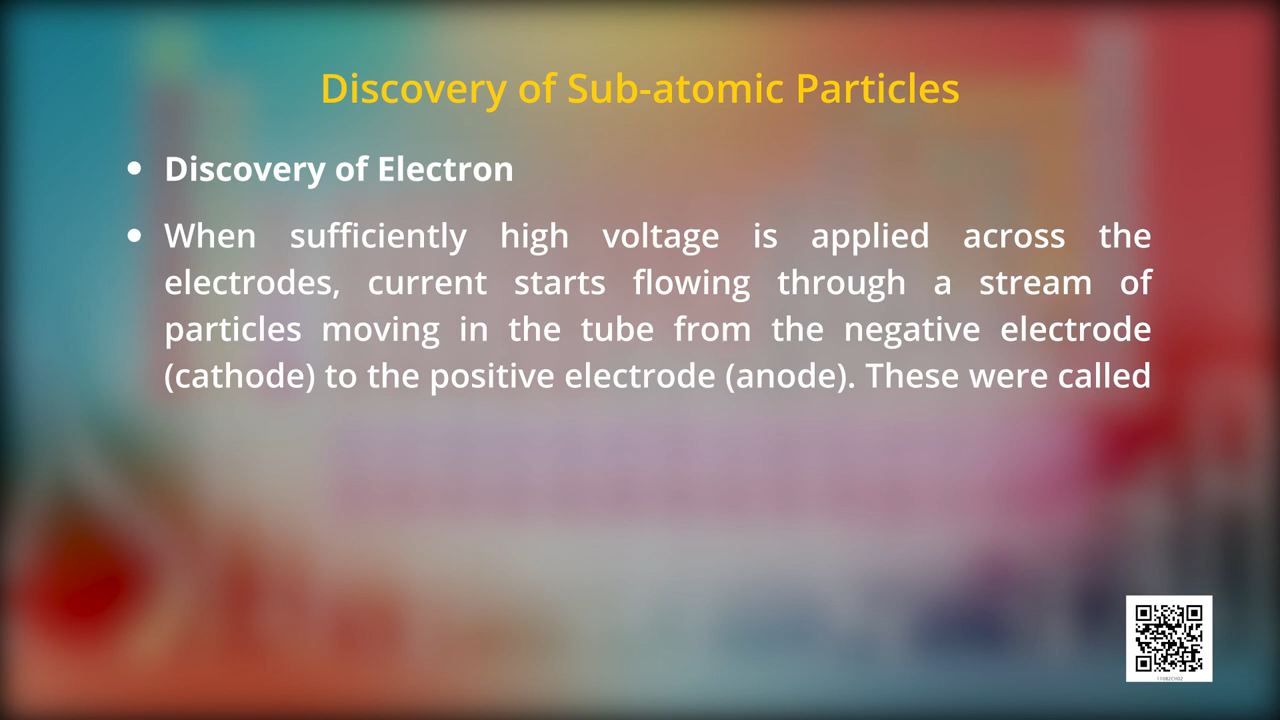 Discovery of Sub-atomic Particles
• Discovery of Electron
• When sufficiently high voltage is applied across the
electrodes, current starts flowing through a stream of
particles moving in the tube from the negative electrode
(cathode) to the positive electrode (anode). These were called